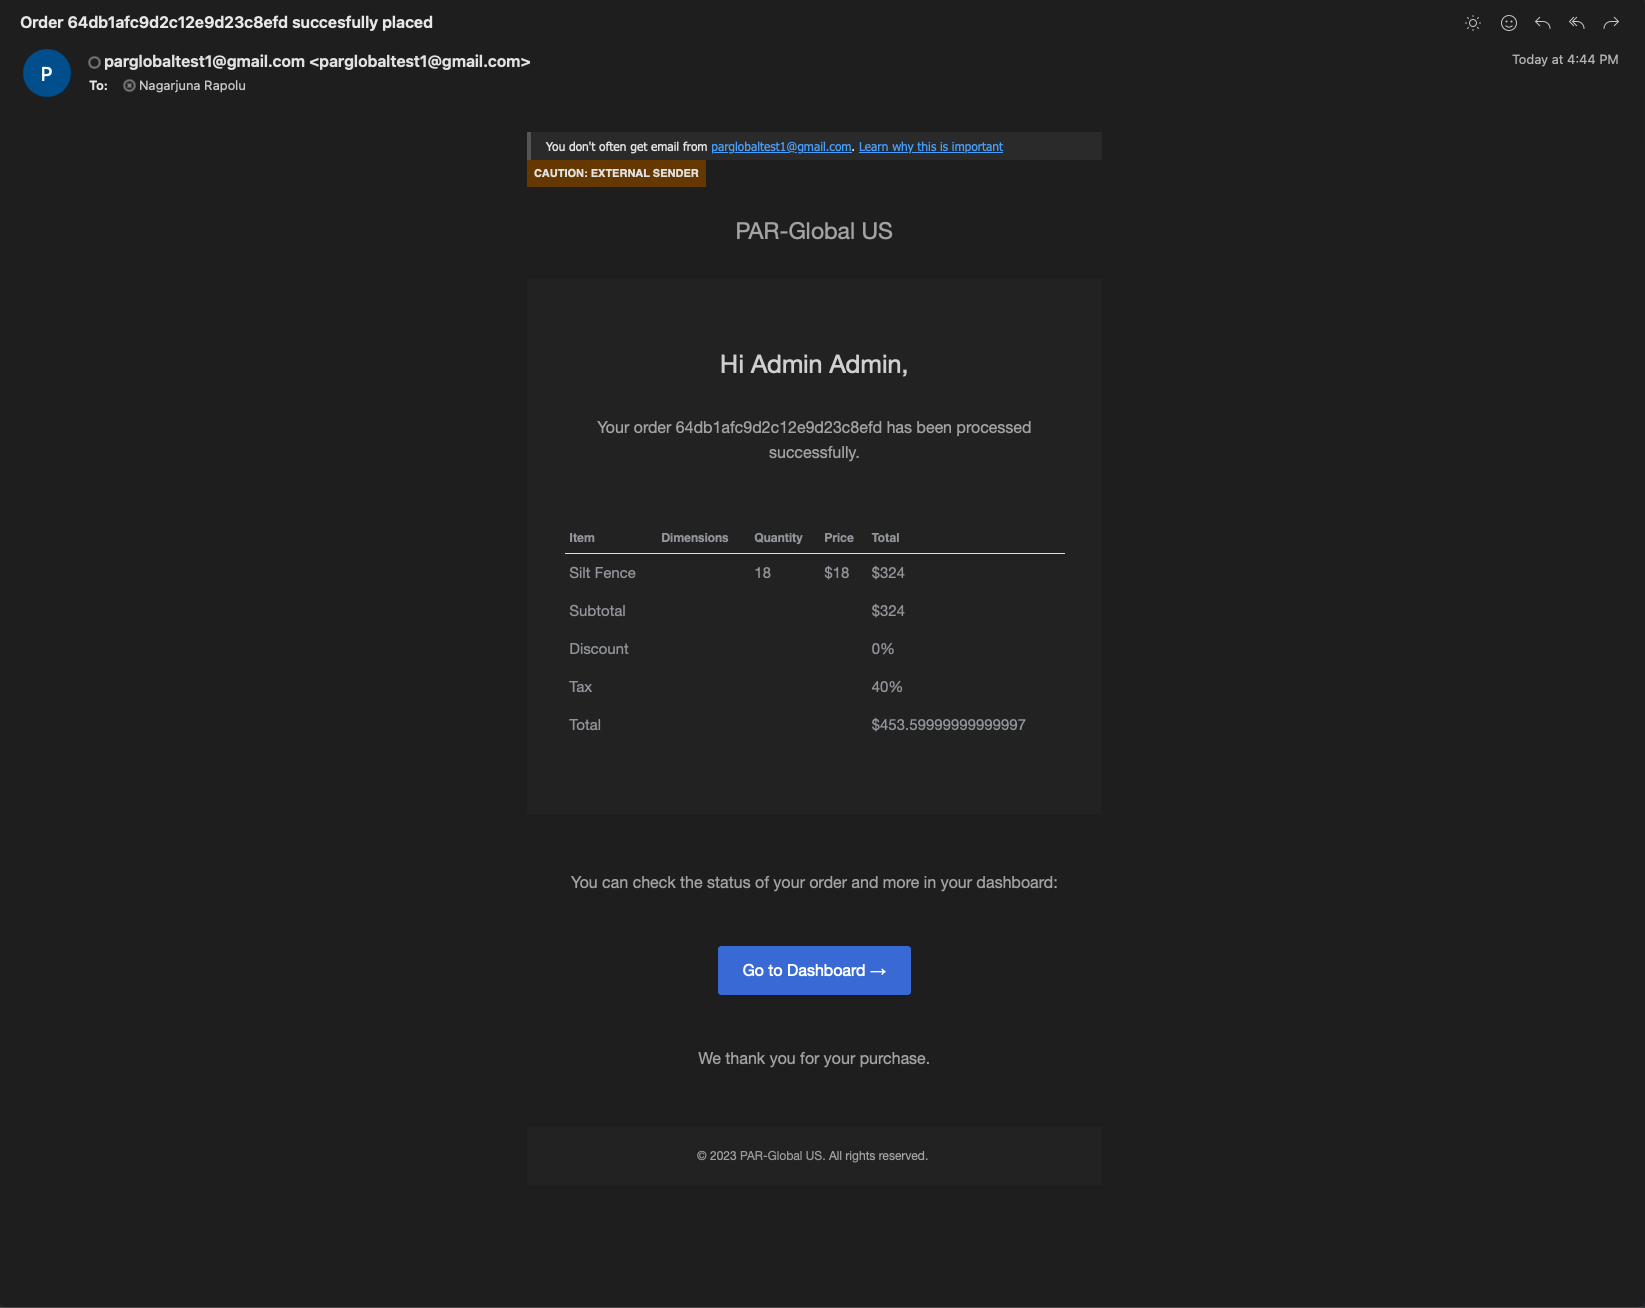 Order 64db1afc9d2c12e9d23c8efd succesfully placed
P
parglobaltest1@gmail.com <parglobaltest1@gmail.com>
Today at 4:44 PM
To: Nagarjuna Rapolu
You don't often get email from parglobaltest1@gmail.com. Learn why this is important
CAUTION: EXTERNAL SENDER
PAR-Global US
Hi Admin Admin,
Your order 64db1afc9d2c12e9d23c8efd has been processed
successfully.
Item Dimensions Quantity Price Total
Silt Fence 18 $18 $324
Subtotal $324
Discount 0%
Tax 40%
Total $453.59999999999997
You can check the status of your order and more in your dashboard:
Go to Dashboard →
We thank you for your purchase.
© 2023 PAR-Global US. All rights reserved.